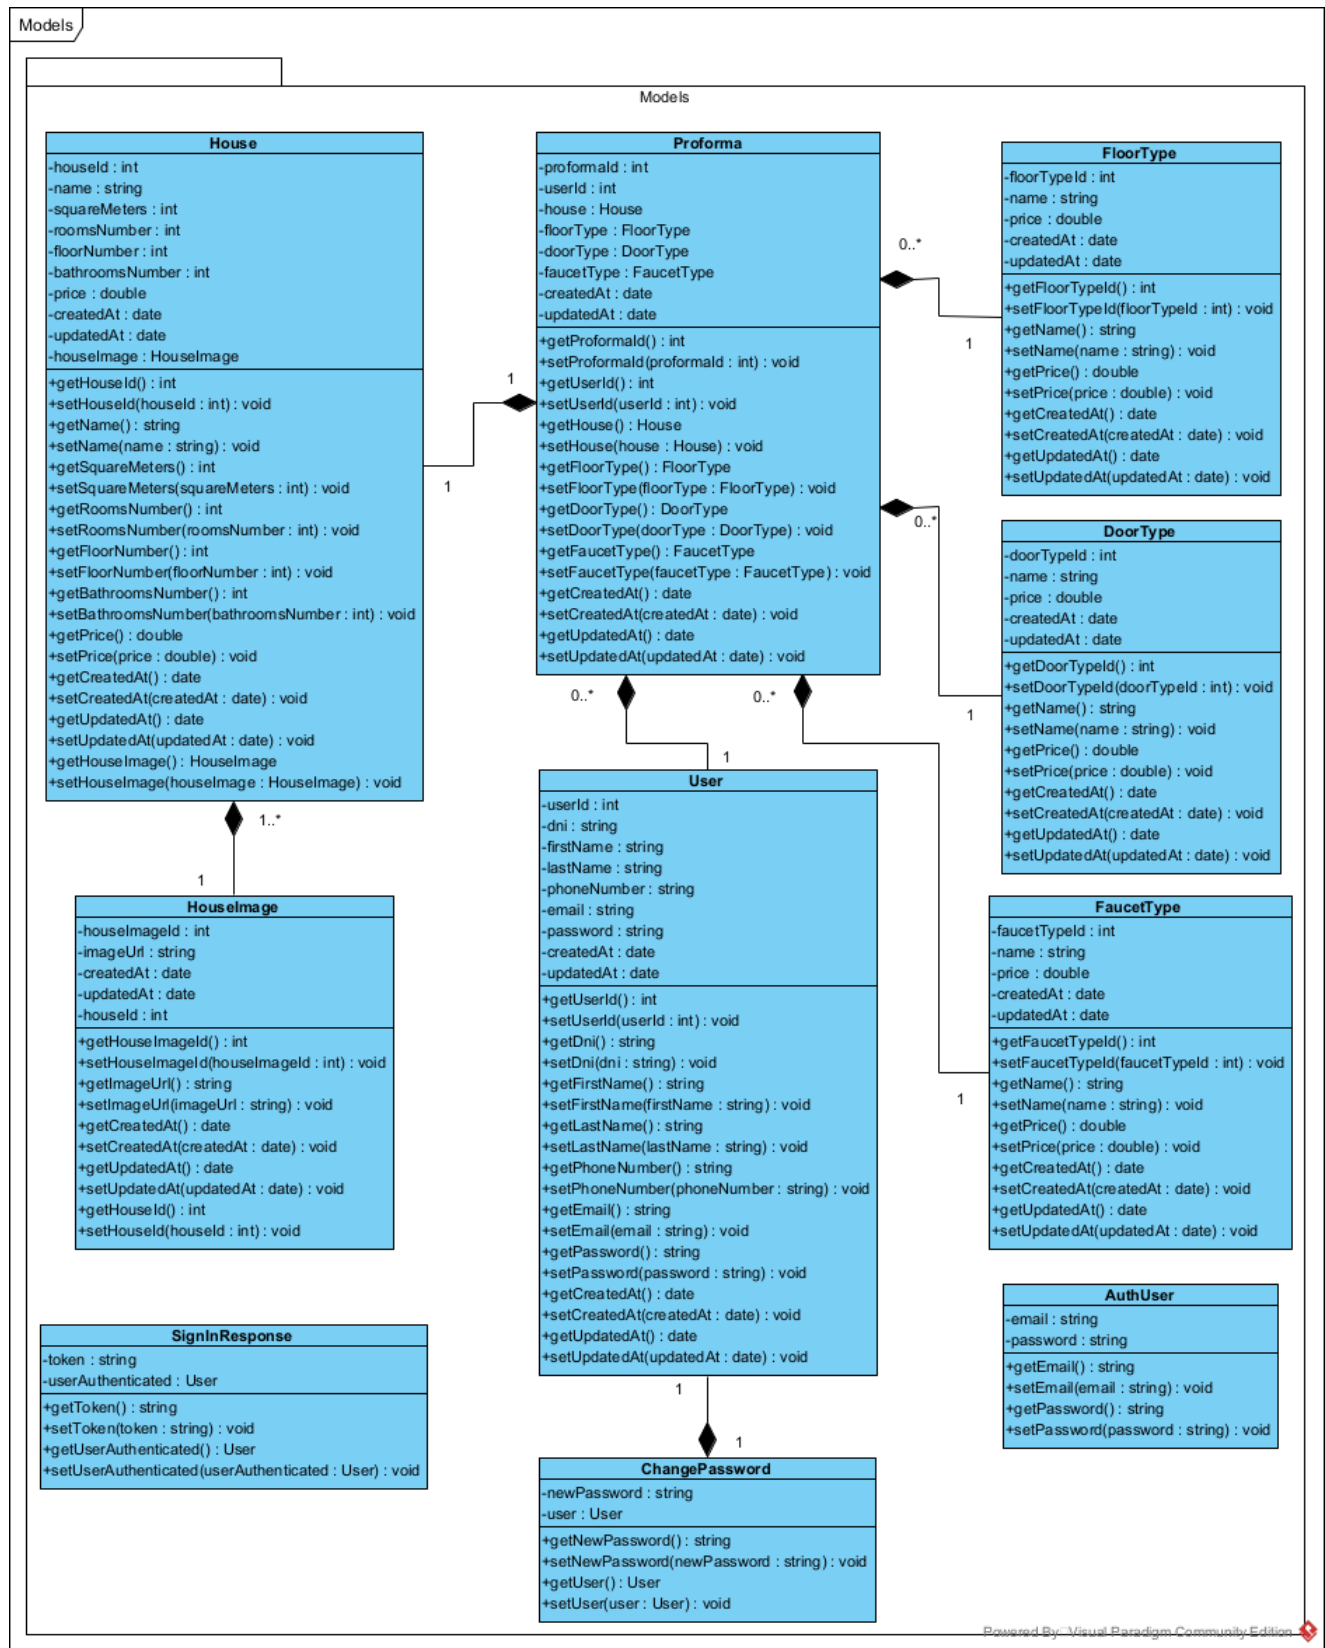 Models
Models
House
-houseId : int
-name : string
-squareMeters : int
-roomsNumber : int
-floorNumber : int
-bathroomsNumber : int
-price : double
-createdAt : date
-updatedAt : date
-houseImage : HouseImage
+getHouseId() : int
+setHouseId(houseId : int) : void
+getName() : string
+setName(name : string) : void
+getSquareMeters() : int
+setSquareMeters(squareMeters : int) : void
+getRoomsNumber() : int
+setRoomsNumber(roomsNumber : int) : void
+getFloorNumber() : int
+setFloorNumber(floorNumber : int) : void
+getBathroomsNumber() : int
+setBathroomsNumber(bathroomsNumber : int) : void
+getPrice() : double
+setPrice(price : double) : void
+getCreatedAt() : date
+setCreatedAt(createdAt : date) : void
+getUpdatedAt() : date
+setUpdatedAt(updatedAt : date) : void
+getHouseImage() : HouseImage
+setHouseImage(houseImage : HouseImage) : void
1
1
Proforma
-proformaId : int
-userId : int
-house : House
-floorType : FloorType
-doorType : DoorType
-faucetType : FaucetType
-createdAt : date
-updatedAt : date
+getProformaId() : int
+setProformaId(proformaId : int) : void
+getUserId() : int
+setUserId(userId : int) : void
+getHouse() : House
+setHouse(house : House) : void
+getFloorType() : FloorType
+setFloorType(floorType : FloorType) : void
+getDoorType() : DoorType
+setDoorType(doorType : DoorType) : void
+getFaucetType() : FaucetType
+setFaucetType(faucetType : FaucetType) : void
+getCreatedAt() : date
+setCreatedAt(createdAt : date) : void
+getUpdatedAt() : date
+setUpdatedAt(updatedAt : date) : void
0..*
1
0..*
1
FloorType
-floorTypeId : int
-name : string
-price : double
-createdAt : date
-updatedAt : date
+getFloorTypeId() : int
+setFloorTypeId(floorTypeId : int) : void
+getName() : string
+setName(name : string) : void
+getPrice() : double
+setPrice(price : double) : void
+getCreatedAt() : date
+setCreatedAt(createdAt : date) : void
+getUpdatedAt() : date
+setUpdatedAt(updatedAt : date) : void
DoorType
-doorTypeId : int
-name : string
-price : double
-createdAt : date
-updatedAt : date
+getDoorTypeId() : int
+setDoorTypeId(doorTypeId : int) : void
+getName() : string
+setName(name : string) : void
+getPrice() : double
+setPrice(price : double) : void
+getCreatedAt() : date
+setCreatedAt(createdAt : date) : void
+getUpdatedAt() : date
+setUpdatedAt(updatedAt : date) : void
0..*
0..*
1
1
1..*
1
HouseImage
-houseImageId : int
-imageUrl : string
-createdAt : date
-updatedAt : date
-houseId : int
+getHouseImageId() : int
+setHouseImageId(houseImageId : int) : void
+getImageUrl() : string
+setImageUrl(imageUrl : string) : void
+getCreatedAt() : date
+setCreatedAt(createdAt : date) : void
+getUpdatedAt() : date
+setUpdatedAt(updatedAt : date) : void
+getHouseId() : int
+setHouseId(houseId : int) : void
User
-userId : int
-dni : string
-firstName : string
-lastName : string
-phoneNumber : string
-email : string
-password : string
-createdAt : date
-updatedAt : date
+getUserId() : int
+setUserId(userId : int) : void
+getDni() : string
+setDni(dni : string) : void
+getFirstName() : string
+setFirstName(firstName : string) : void
+getLastName() : string
+setLastName(lastName : string) : void
+getPhoneNumber() : string
+setPhoneNumber(phoneNumber : string) : void
+getEmail() : string
+setEmail(email : string) : void
+getPassword() : string
+setPassword(password : string) : void
+getCreatedAt() : date
+setCreatedAt(createdAt : date) : void
+getUpdatedAt() : date
+setUpdatedAt(updatedAt : date) : void
FaucetType
-faucetTypeId : int
-name : string
-price : double
-createdAt : date
-updatedAt : date
+getFaucetTypeId() : int
+setFaucetTypeId(faucetTypeId : int) : void
+getName() : string
+setName(name : string) : void
+getPrice() : double
+setPrice(price : double) : void
+getCreatedAt() : date
+setCreatedAt(createdAt : date) : void
+getUpdatedAt() : date
+setUpdatedAt(updatedAt : date) : void
SignInResponse
-token : string
-userAuthenticated : User
+getToken() : string
+setToken(token : string) : void
+getUserAuthenticated() : User
+setUserAuthenticated(userAuthenticated : User) : void
1
1
ChangePassword
-newPassword : string
-user : User
+getNewPassword() : string
+setNewPassword(newPassword : string) : void
+getUser() : User
+setUser(user : User) : void
AuthUser
-email : string
-password : string
+getEmail() : string
+setEmail(email : string) : void
+getPassword() : string
+setPassword(password : string) : void
Powered By Visual Paradigm Community Edition